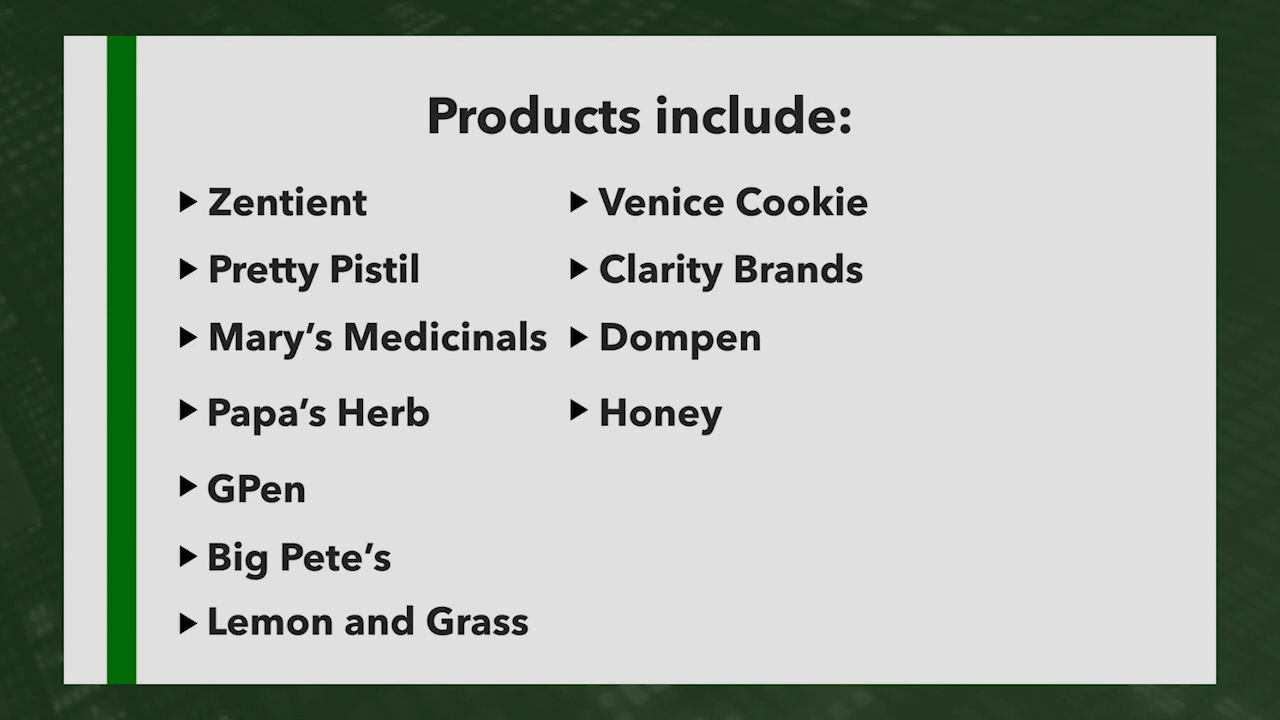 Products include:
Zentient
Pretty Pistil
Mary’s Medicinals
Papa’s Herb
GPen
Big Pete’s
Lemon and Grass
Venice Cookie
Clarity Brands
Dompen
Honey